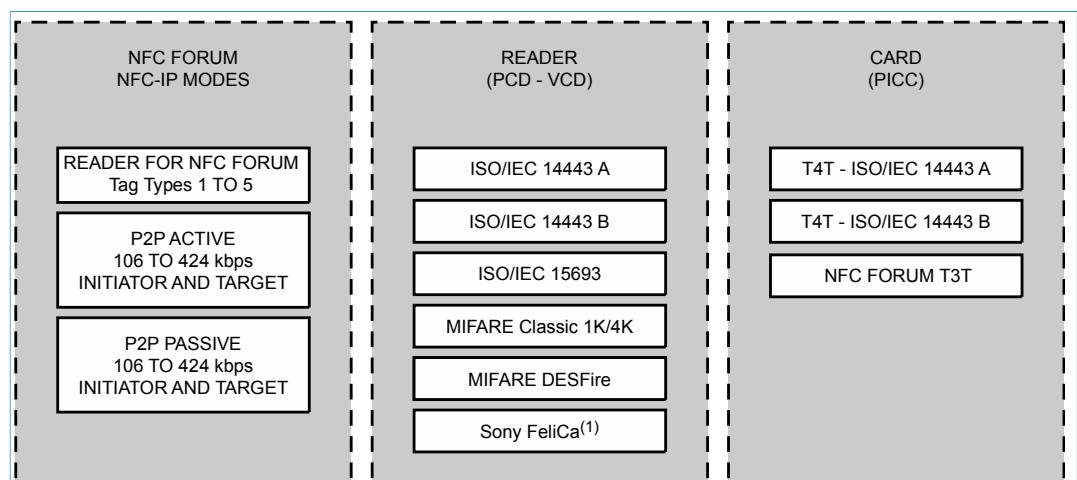 NFC FORUM
NFC-IP MODES
READER FOR NFC FORUM
Tag Types 1 TO 5
P2P ACTIVE
106 TO 424 kbps
INITIATOR AND TARGET
P2P PASSIVE
106 TO 424 kbps
INITIATOR AND TARGET
READER
(PCD - VCD)
ISO/IEC 14443 A
ISO/IEC 14443 B
ISO/IEC 15693
MIFARE Classic 1K/4K
MIFARE DESFire
Sony FeliCa(1)
CARD
(PICC)
T4T - ISO/IEC 14443 A
T4T - ISO/IEC 14443 B
NFC FORUM T3T